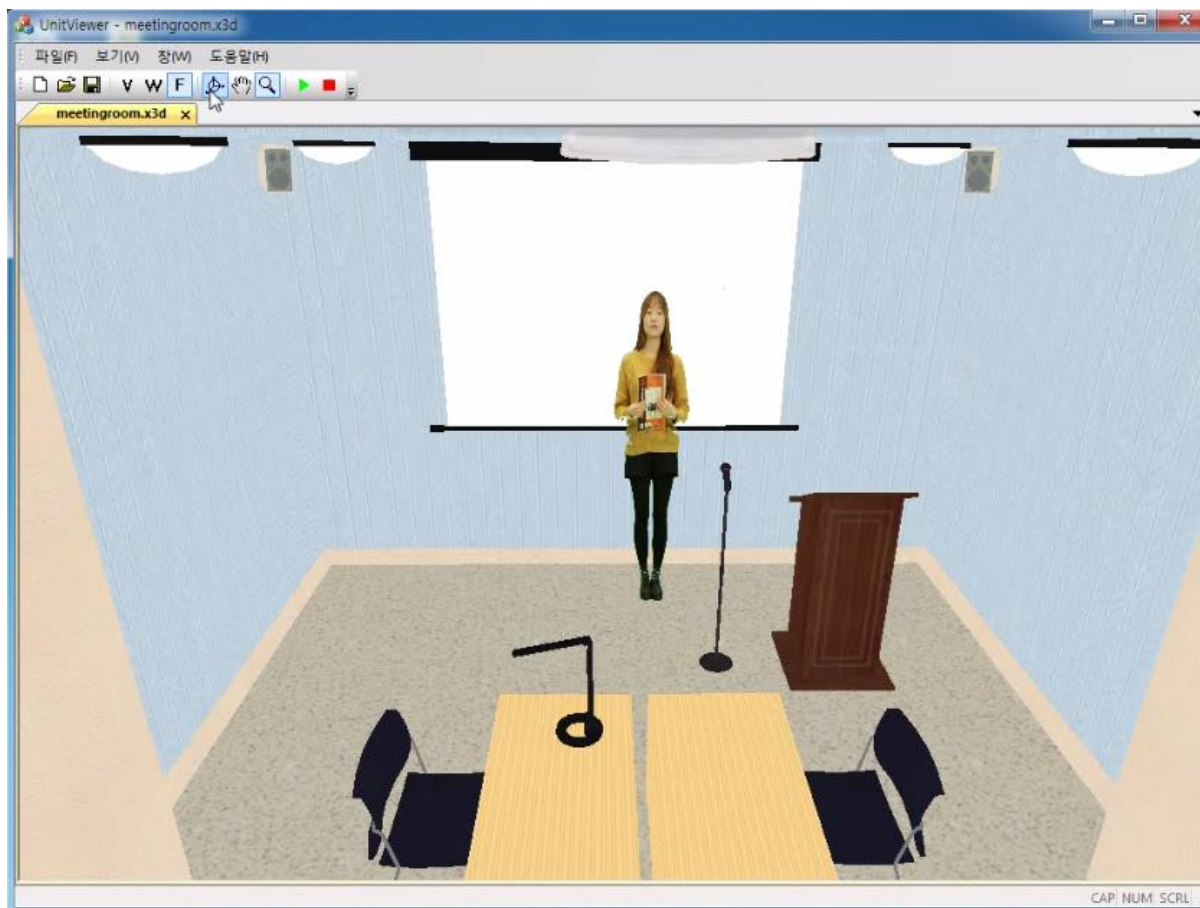 UnitViewer - meetingroom.x3d
파일(F) 보기(V) 창(W) 도움말(H)
V W F
meetingroom.x3d x
CAP NUM SCRL